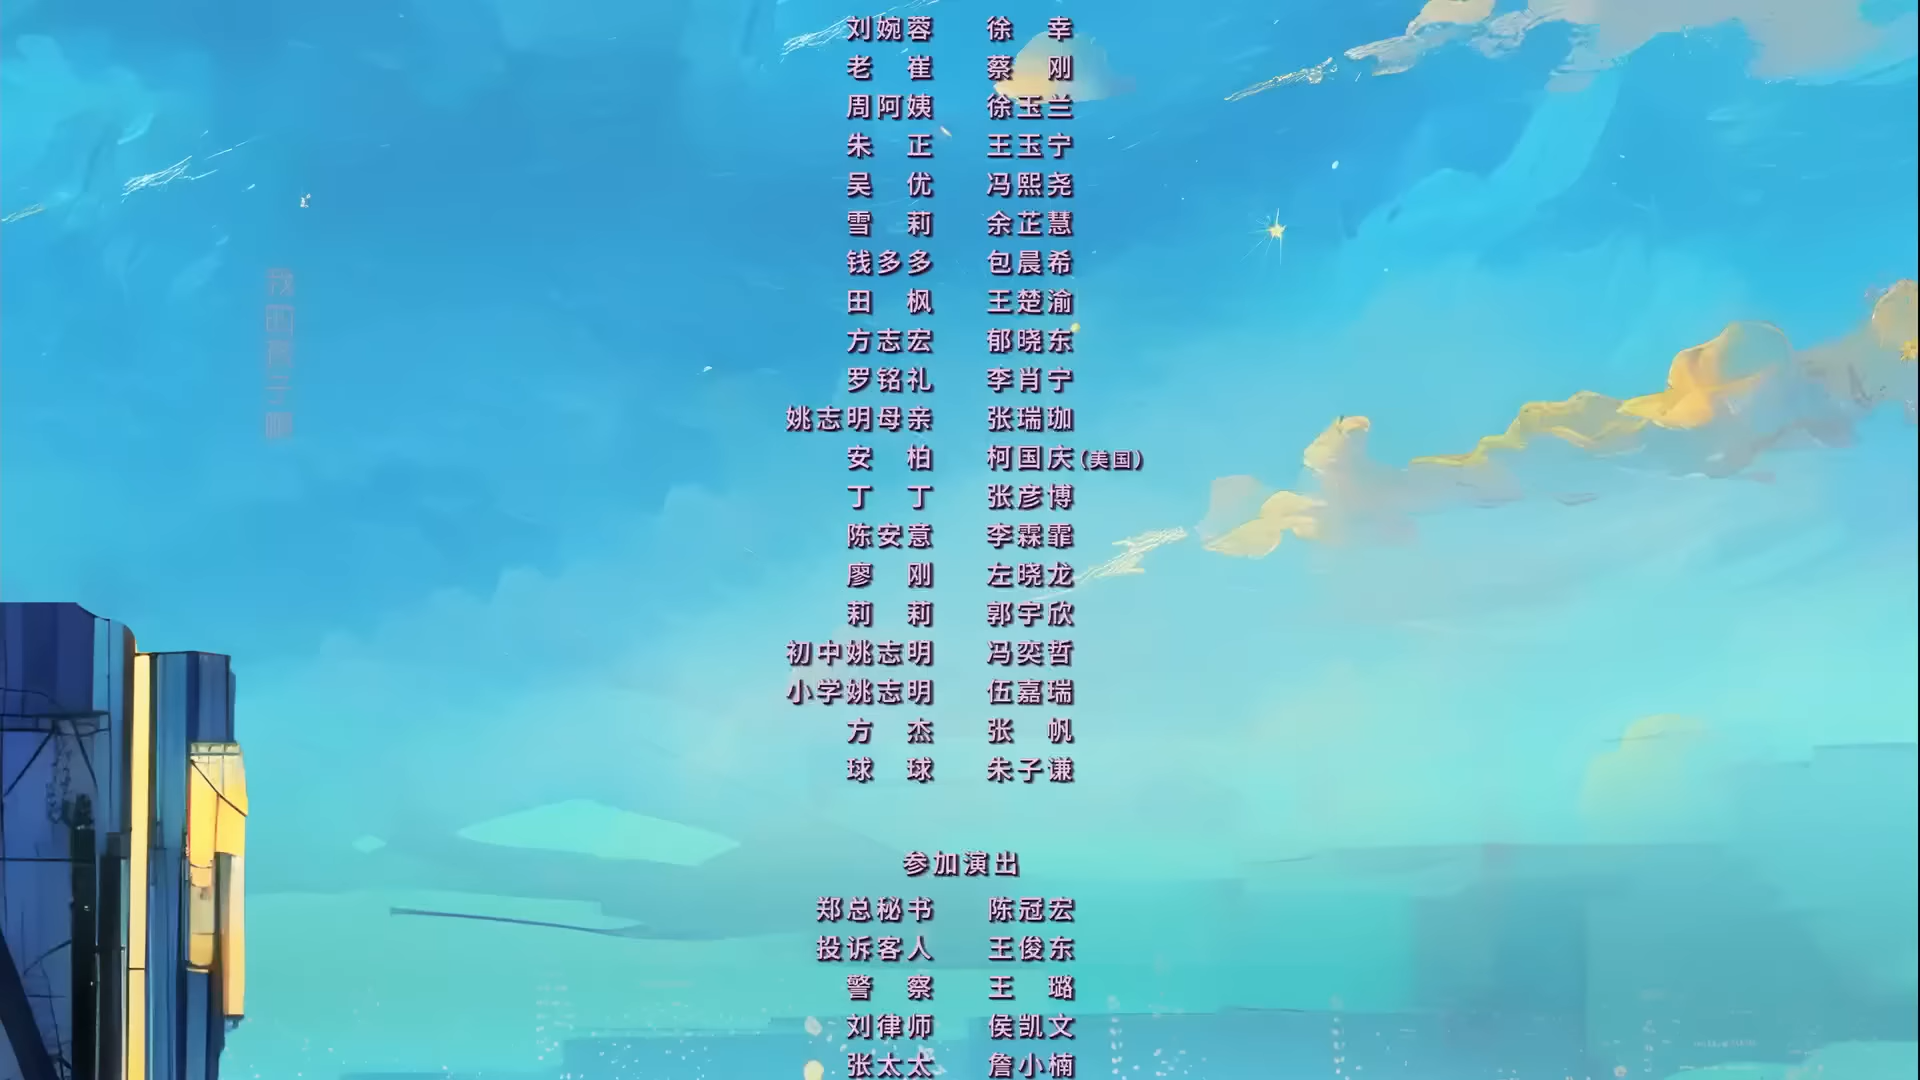 刘婉蓉 徐幸
老崔 蔡刚
周阿姨 徐玉兰
朱正 王玉宁
吴优 冯熙尧
雪莉 余芷慧
钱多多 包晨希
田枫 王楚渝
方志宏 郁晓东
罗铭礼 李肖宁
姚志明母亲 张瑞珈
安柏 柯国庆(美国)
丁丁 张彦博
陈安意 李霖霏
廖刚 左晓龙
莉莉 郭宇欣
初中姚志明 冯奕哲
小学姚志明 伍嘉瑞
方杰 张帆
球球 朱子谦
参加演出
郑总秘书 陈冠宏
投诉客人 王俊东
警察 王璐
刘律师 侯凯文
张太太 詹小楠